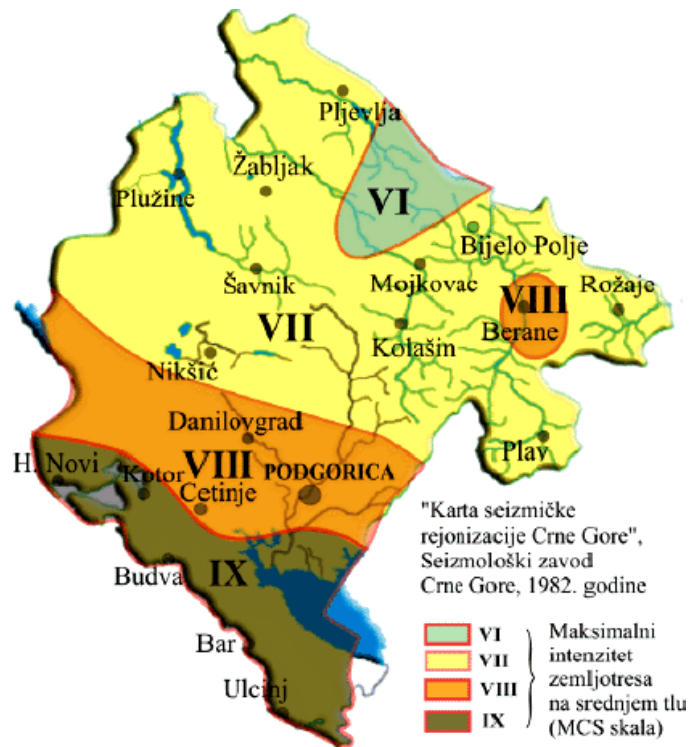 Pljevlja
Žabljak
VI
Plužine
Bijelo Polje
Šavnik
Mojkovac
VIII
Rožaje
VII
Berane
Kolašin
Nikšić
Danilovgrad
Plav
H. Novi
VIII
PODGORICA
Kotor
Cetinje
"Karta seizmičke
rejonizacije Crne Gore",
Seizmološki zavod
Crne Gore, 1982. godine
Budva
IX
Bar
Ulcinj
VI
VII
VIII
IX
Maksimalni
intenzitet
zemljotresa
na srednjem tlu
(MCS skala)